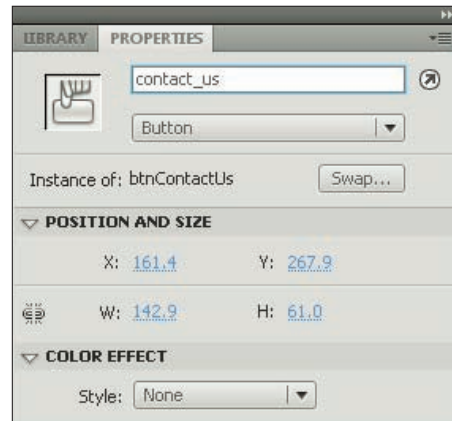 LIBRARY PROPERTIES
contact_us
Button
Instance of: btnContactUs Swap...
POSITION AND SIZE
X: 161.4 Y: 267.9
W: 142.9 H: 61.0
COLOR EFFECT
Style: None